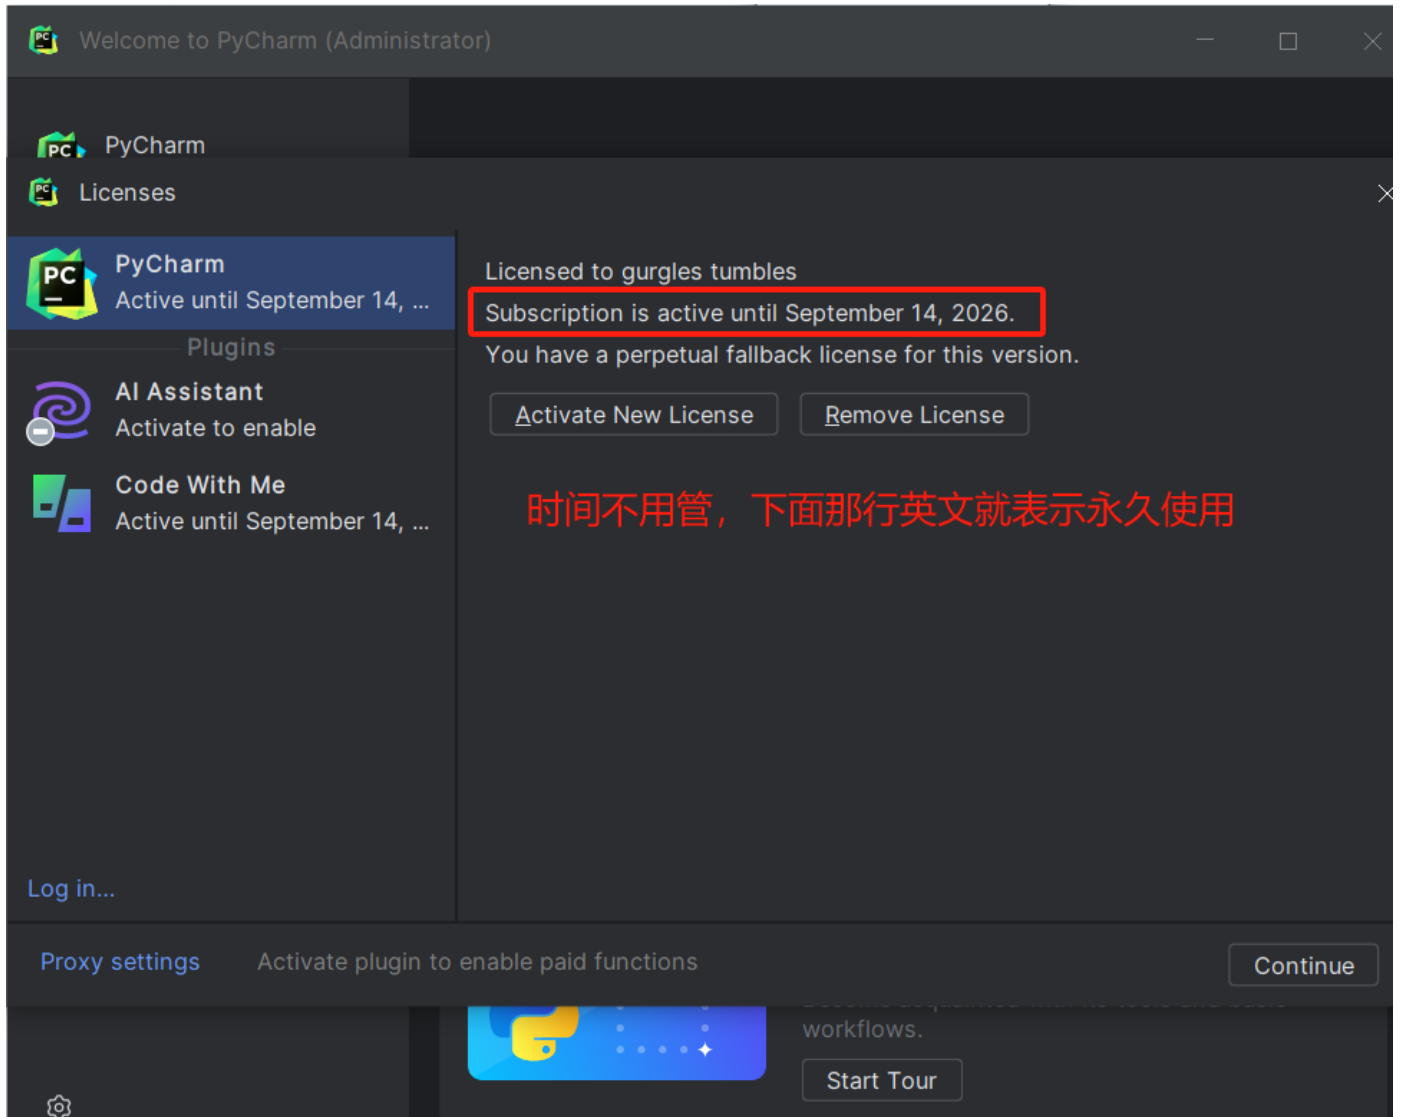 Welcome to PyCharm (Administrator)
PyCharm
Licenses
PyCharm
Active until September 14, ...
Plugins
AI Assistant
Activate to enable
Code With Me
Active until September 14, ...
Licensed to gurgles tumbles
Subscription is active until September 14, 2026.
You have a perpetual fallback license for this version.
Activate New License
Remove License
时间不用管，下面那行英文就表示永久使用
Log in...
Proxy settings
Activate plugin to enable paid functions
Continue
workflows.
Start Tour